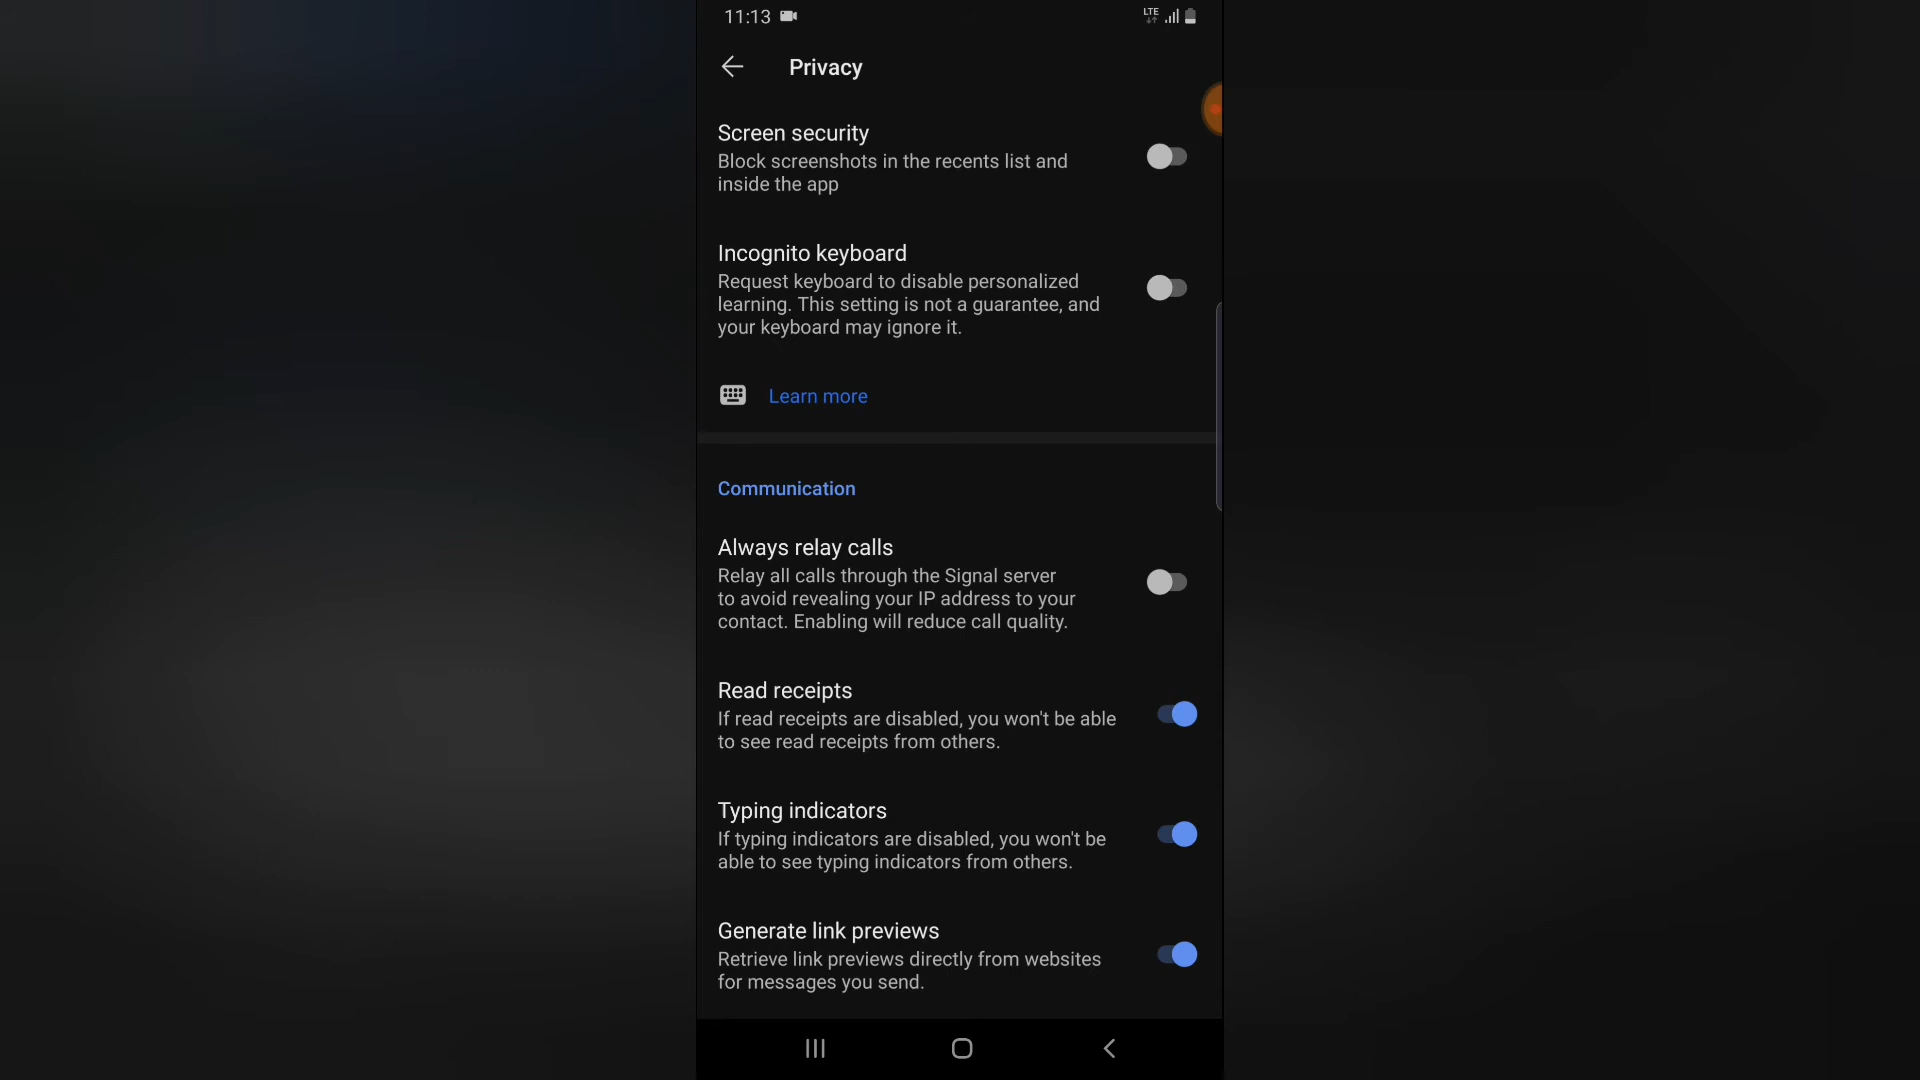 11:13
LTE
Privacy
Screen security
Block screenshots in the recents list and
inside the app
Incognito keyboard
Request keyboard to disable personalized
learning. This setting is not a guarantee, and
your keyboard may ignore it.
Learn more
Communication
Always relay calls
Relay all calls through the Signal server
to avoid revealing your IP address to your
contact. Enabling will reduce call quality.
Read receipts
If read receipts are disabled, you won't be able
to see read receipts from others.
Typing indicators
If typing indicators are disabled, you won't be
able to see typing indicators from others.
Generate link previews
Retrieve link previews directly from websites
for messages you send.